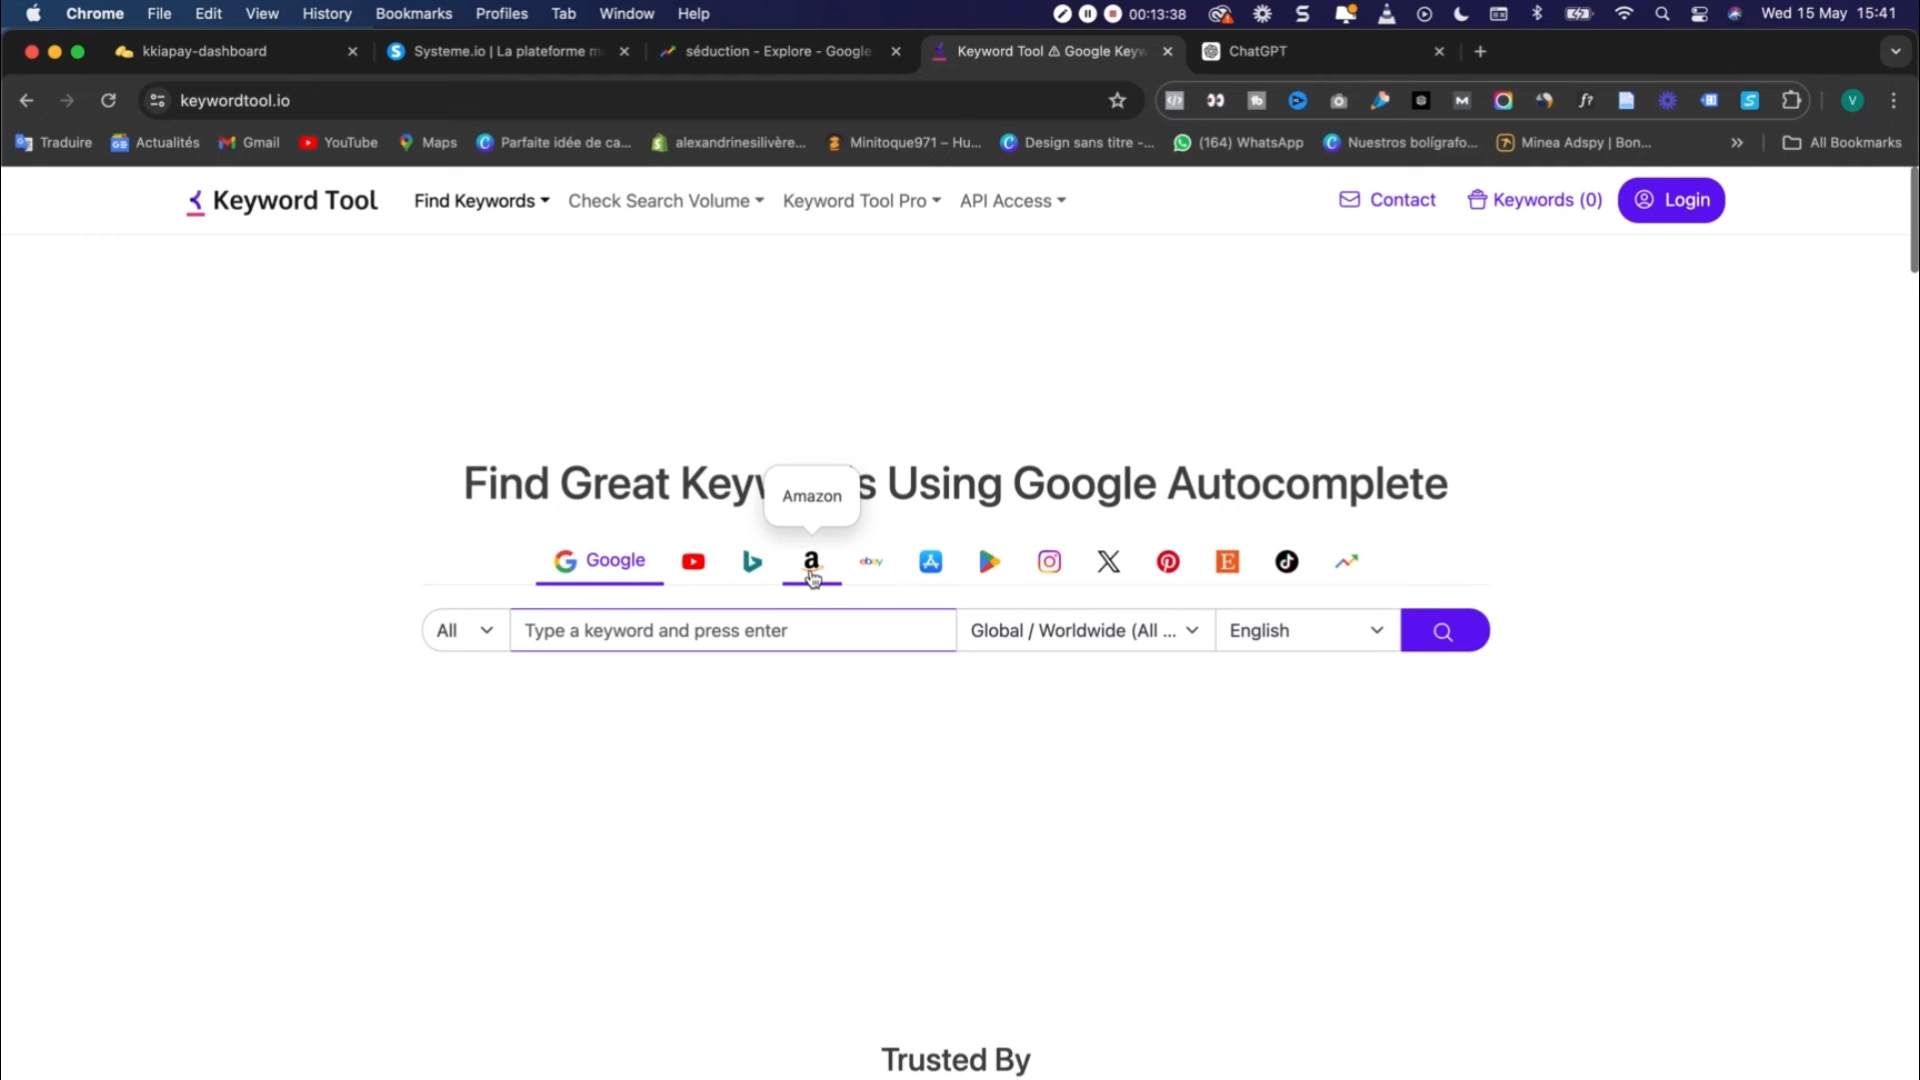 Chrome File Edit View History Bookmarks Profiles Tab Window Help 00:13:38 Wed 15 May 15:41
kkiapay-dashboard Systeme.io | La plateforme m séduction - Explore - Google Keyword Tool ⚠ Google Keyw ChatGPT
keywordtool.io
Traduire Actualités Gmail YouTube Maps Parfaite idée de ca... alexandrinesilivère... Minitoque971 – Hu... Design sans titre -... (164) WhatsApp Nuestros bolígrafo... Minea Adspy | Bon... » All Bookmarks
Keyword Tool Find Keywords Check Search Volume Keyword Tool Pro API Access Contact Keywords (0) Login
Find Great Keyw s Using Google Autocomplete
Amazon
Google
All Type a keyword and press enter Global / Worldwide (All ... English
Trusted By